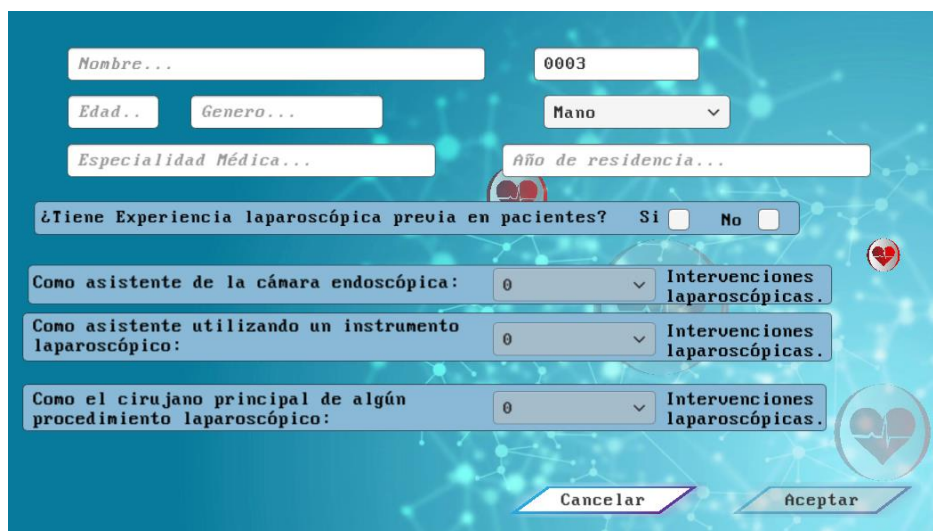 Nombre...
0003
Edad..
Genero...
Mano
Especialidad Médica...
Año de residencia...
¿Tiene Experiencia laparoscópica previa en pacientes? Si No
Como asistente de la cámara endoscópica:
0
Intervenciones
laparoscópicas.
Como asistente utilizando un instrumento
laparoscópico:
0
Intervenciones
laparoscópicas.
Como el cirujano principal de algún
procedimiento laparoscópico:
0
Intervenciones
laparoscópicas.
Cancelar
Aceptar